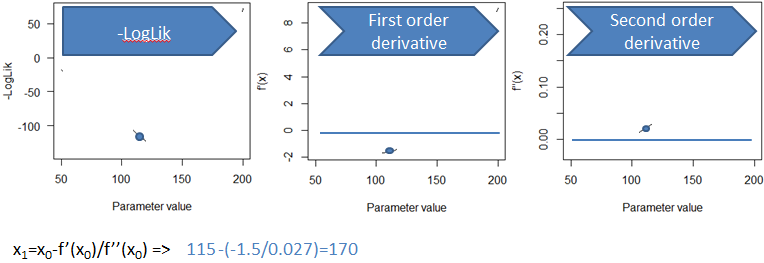 -LogLik
First order
derivative
Second order
derivative
-LogLik
50
0
-50
-100
50
100
150
200
Parameter value
f'(x)
8
6
4
2
0
-2
50
100
150
200
Parameter value
f''(x)
0.20
0.10
0.00
50
100
150
200
Parameter value
x1=x0-f’(x0)/f’’(x0) => 115-(-1.5/0.027)=170